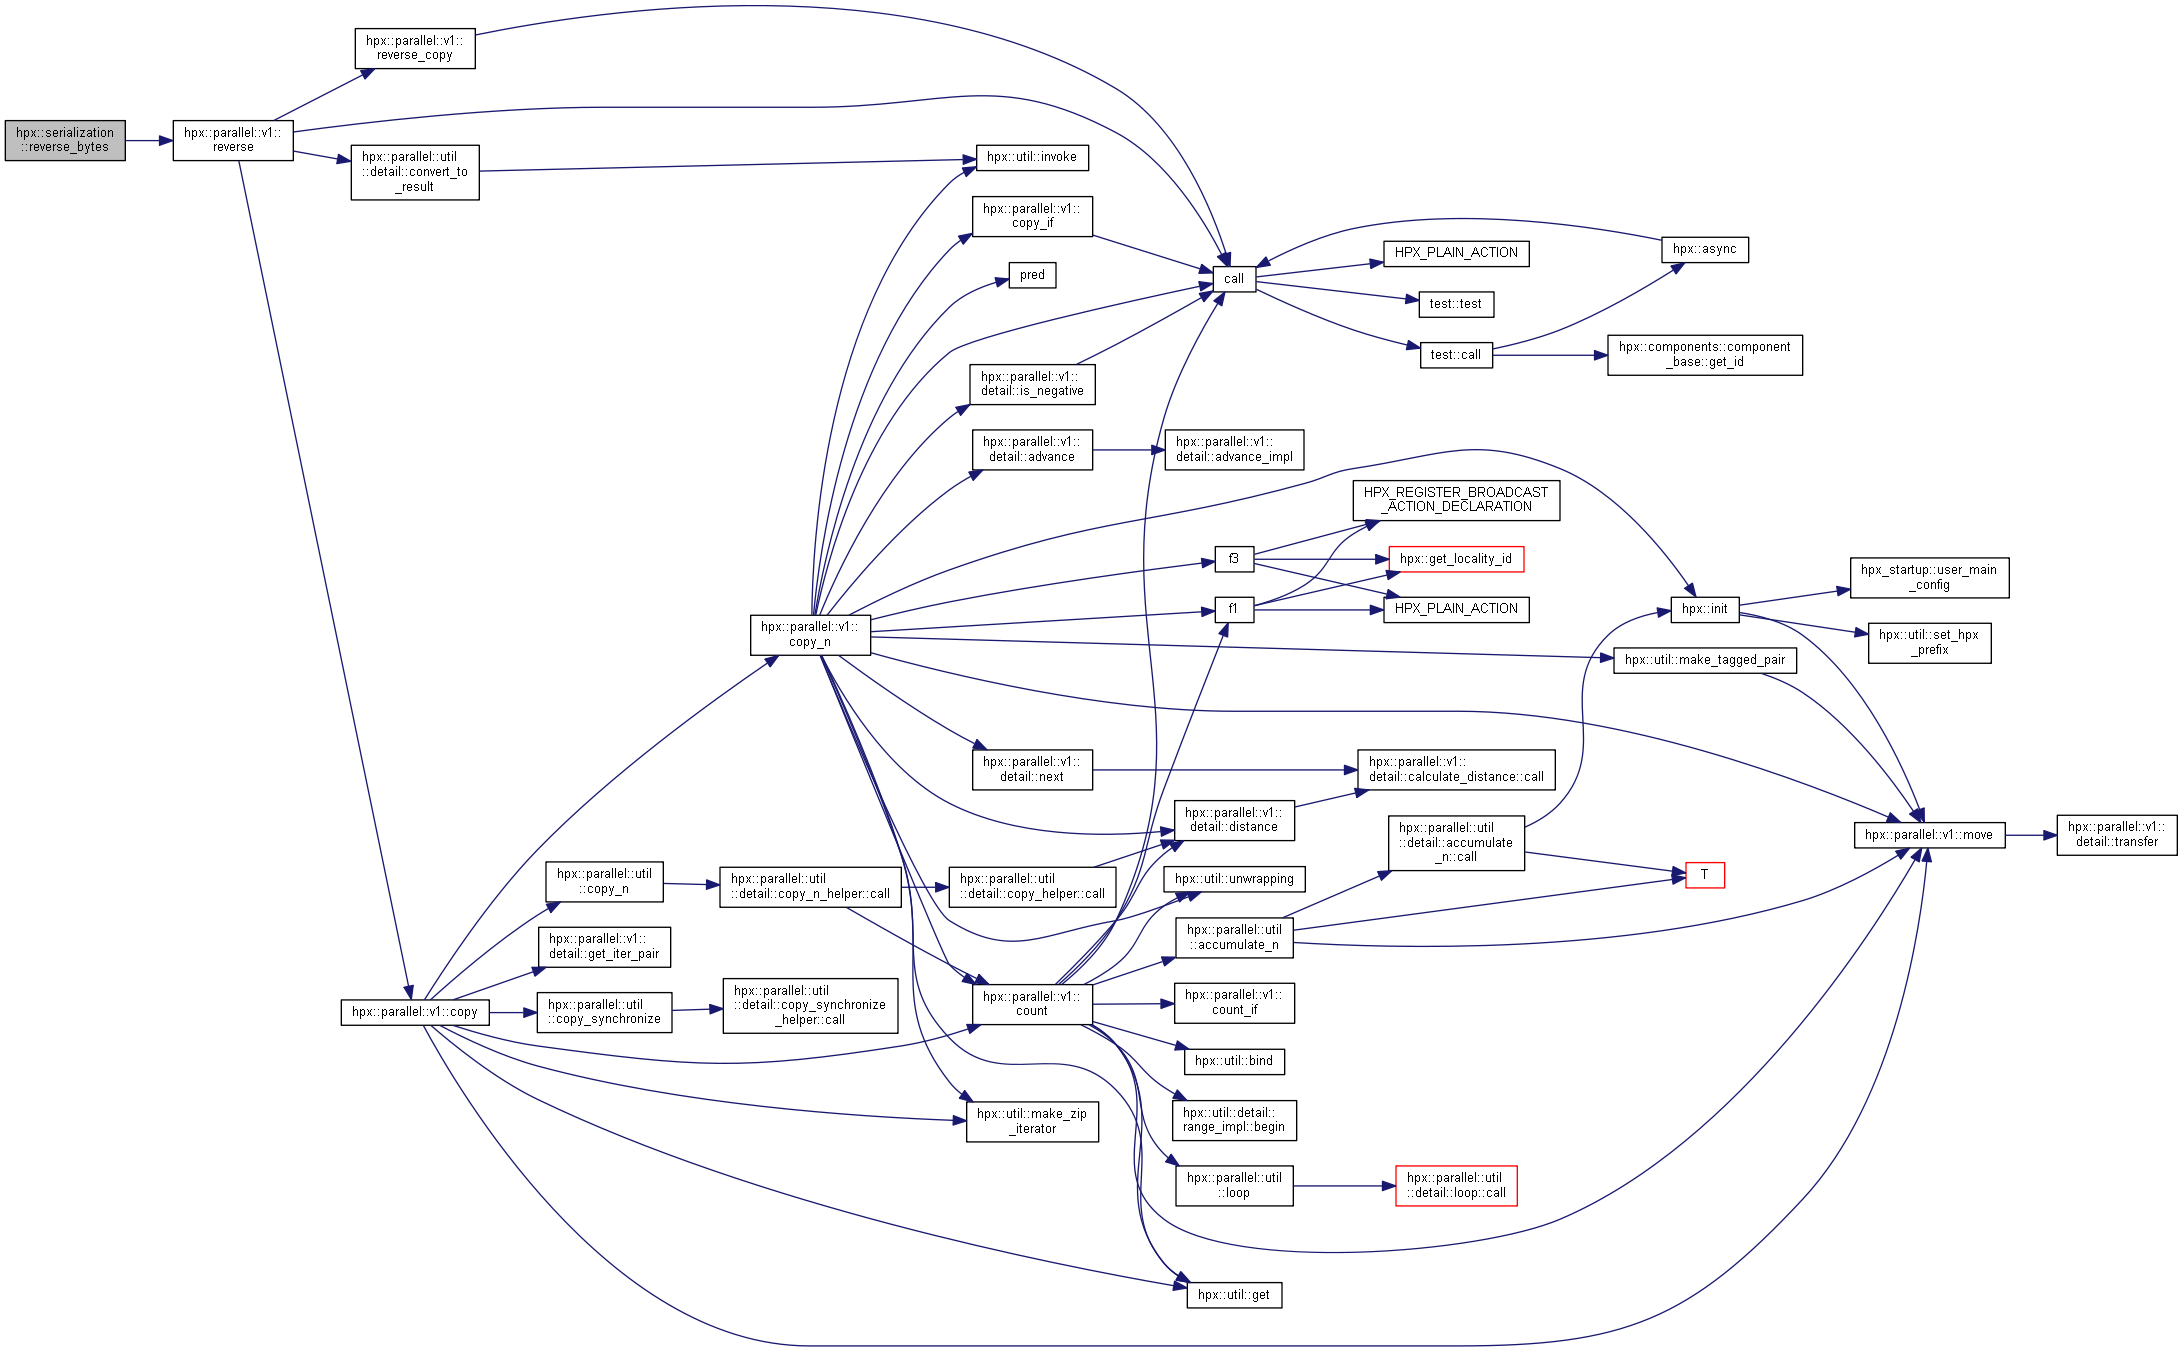 hpx::parallel::v1::
reverse_copy
hpx::serialization
::reverse_bytes
hpx::parallel::v1::
reverse
hpx::parallel::util
::detail::convert_to
_result
hpx::util::invoke
hpx::parallel::v1::
copy_if
pred
call
HPX_PLAIN_ACTION
hpx::async
test::test
test::call
hpx::components::component
_base::get_id
hpx::parallel::v1::
detail::is_negative
hpx::parallel::v1::
detail::advance
hpx::parallel::v1::
detail::advance_impl
HPX_REGISTER_BROADCAST
_ACTION_DECLARATION
f3
hpx::get_locality_id
f1
HPX_PLAIN_ACTION
hpx::init
hpx_startup::user_main
_config
hpx::util::set_hpx
_prefix
hpx::parallel::v1::
copy_n
hpx::util::make_tagged_pair
hpx::parallel::v1::
detail::next
hpx::parallel::v1::
detail::calculate_distance::call
hpx::parallel::v1::
detail::distance
hpx::parallel::util
::detail::accumulate
_n::call
hpx::parallel::v1::move
hpx::parallel::v1::
detail::transfer
hpx::parallel::util
::copy_n
hpx::parallel::util
::detail::copy_n_helper::call
hpx::parallel::util
::detail::copy_helper::call
hpx::util::unwrapping
T
hpx::parallel::util
::accumulate_n
hpx::parallel::v1::
detail::get_iter_pair
hpx::parallel::v1::copy
hpx::parallel::util
::copy_synchronize
hpx::parallel::util
::detail::copy_synchronize
_helper::call
hpx::parallel::v1::
count
hpx::parallel::v1::
count_if
hpx::util::bind
hpx::util::make_zip
_iterator
hpx::util::detail::
range_impl::begin
hpx::parallel::util
::loop
hpx::parallel::util
::detail::loop::call
hpx::util::get